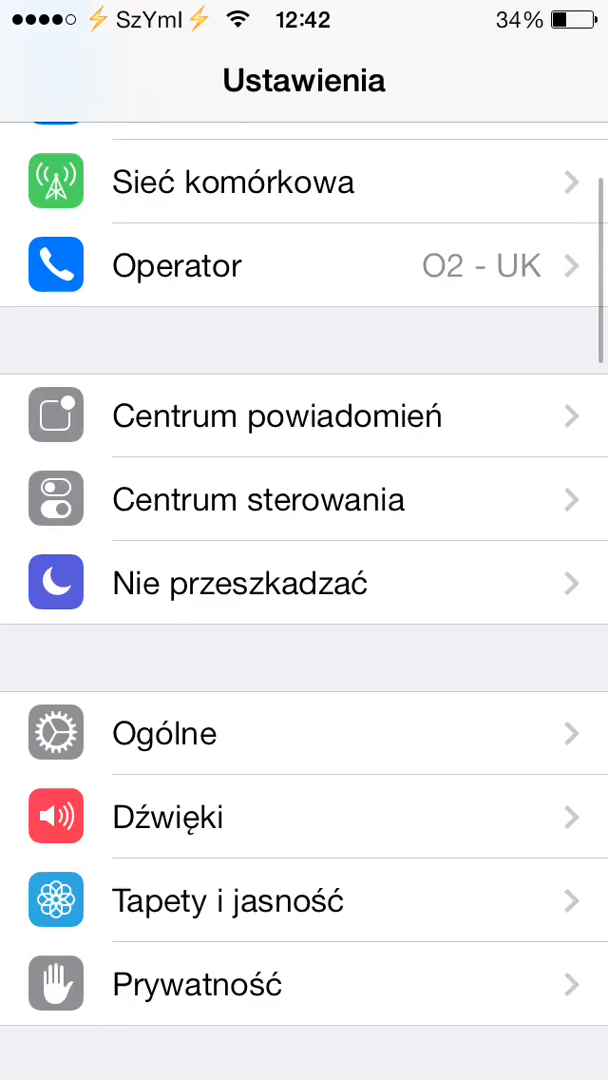 ⚡ SzYmI ⚡ 12:42 34%
Ustawienia
Sieć komórkowa
Operator O2 - UK
Centrum powiadomień
Centrum sterowania
Nie przeszkadzać
Ogólne
Dźwięki
Tapety i jasność
Prywatność